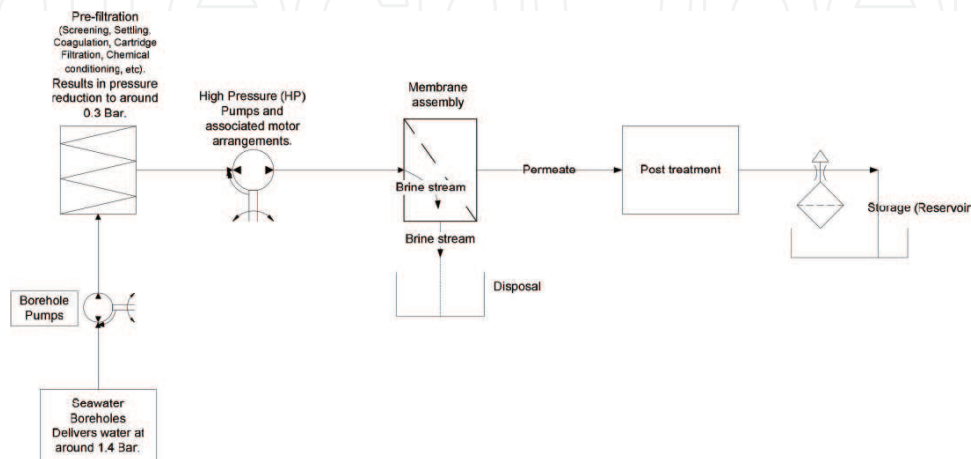 Pre-filtration
(Screening, Settling,
Coagulation, Cartridge
Filtration, Chemical
conditioning, etc).
Results in pressure
reduction to around
0.3 Bar.
High Pressure (HP)
Pumps and
associated motor
arrangements.
Membrane
assembly
Brine stream
Permeate
Post treatment
Storage (Reservoir
Brine stream
Disposal
Borehole
Pumps
Seawater
Boreholes
Delivers water at
around 1.4 Bar.